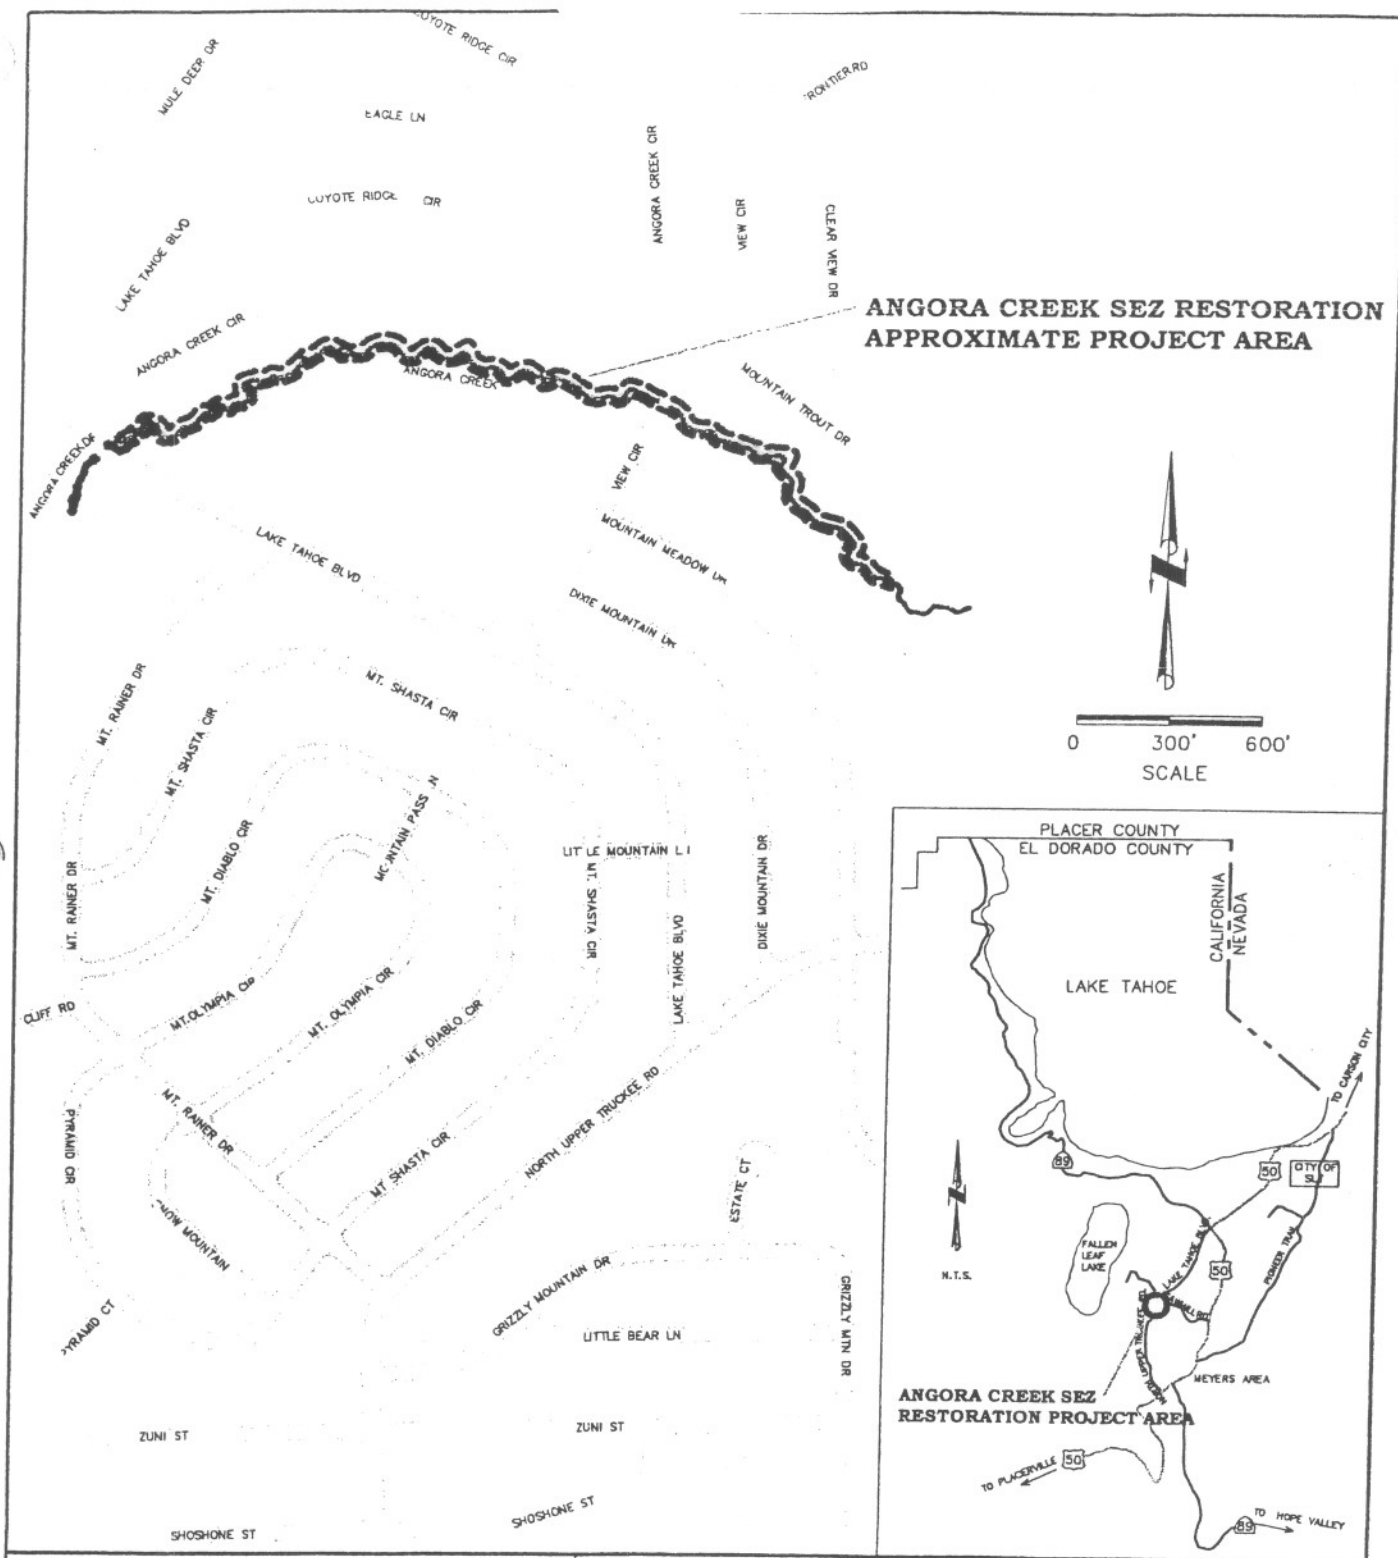 COYOTE RIDGE CIR
MULE DEER DR
FRONTIER RD
EAGLE LN
ANGORA CREEK CIR
COYOTE RIDGE CIR
VIEW CIR
CLEAR VIEW DR
LAKE TAHOE BLVD
ANGORA CREEK SEZ RESTORATION
APPROXIMATE PROJECT AREA
ANGORA CREEK CIR
ANGORA CREEK
MOUNTAIN TROUT DR
ANGORA CREEK DR
VIEW CIR
LAKE TAHOE BLVD
MOUNTAIN MEADOW DR
DIXIE MOUNTAIN DR
MT. RAINER DR
MT. SHASTA CIR
MT. SHASTA CIR
0 300' 600'
SCALE
MOUNTAIN PASS LN
MT. DIABLO CIR
LITTLE MOUNTAIN LN
MT. RAINER DR
MT. SHASTA CIR
DIXIE MOUNTAIN DR
LAKE TAHOE BLVD
CLIFF RD
MT.OLYMPIA CIR
MT. OLYMPIA CIR
MT. DIABLO CIR
PYRAMID CIR
MT. RAINER DR
MT SHASTA CIR
NORTH UPPER TRUCKEE RD
ESTATE CT
SNOW MOUNTAIN
PYRAMID CT
GRIZZLY MOUNTAIN DR
LITTLE BEAR LN
GRIZZLY MTN DR
ZUNI ST
ZUNI ST
SHOSHONE ST
SHOSHONE ST
PLACER COUNTY
EL DORADO COUNTY
CALIFORNIA
NEVADA
LAKE TAHOE
TO CARSON CITY
89
50
CITY OF
SLT
N.T.S.
FALLEN
LEAF
LAKE
LAKE TAHOE BLVD.
50
PIONEER TRAIL
SAWMILL RD.
NORTH UPPER TRUCKEE RD.
MEYERS AREA
ANGORA CREEK SEZ
RESTORATION PROJECT AREA
TO PLACERVILLE
50
89
TO HOPE VALLEY